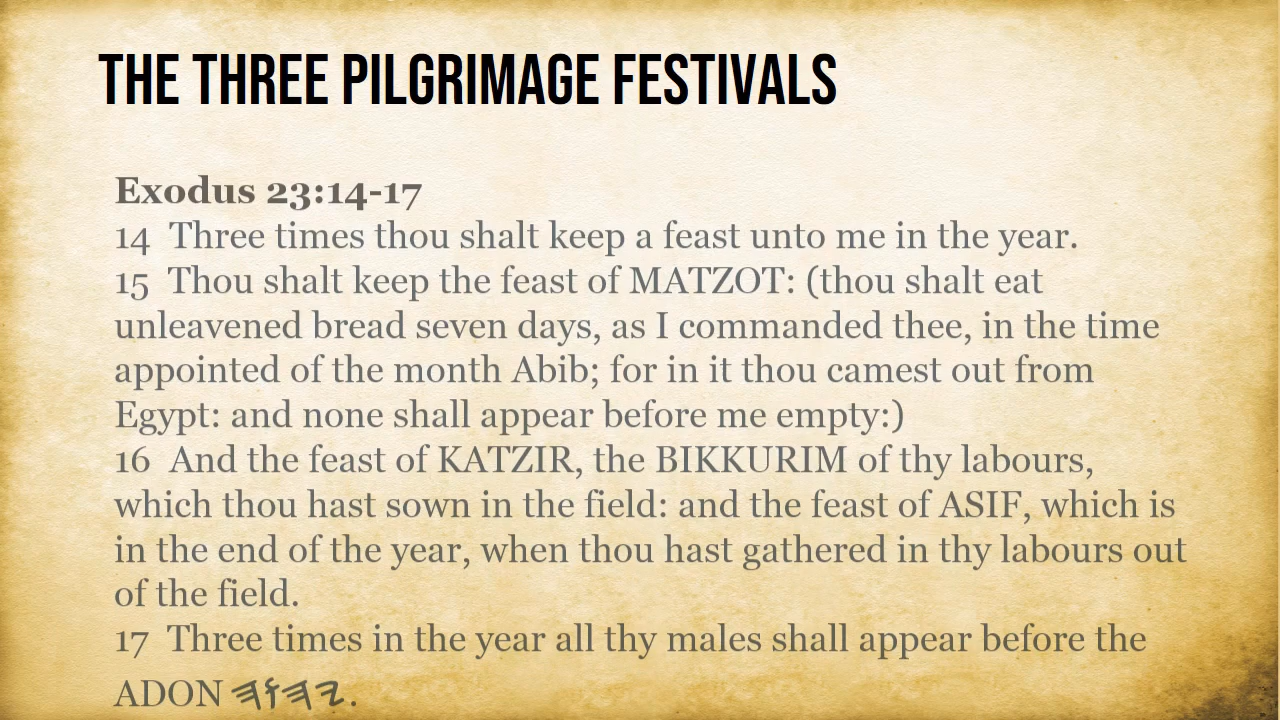 THE THREE PILGRIMAGE FESTIVALS
Exodus 23:14-17
14 Three times thou shalt keep a feast unto me in the year.
15 Thou shalt keep the feast of MATZOT: (thou shalt eat
unleavened bread seven days, as I commanded thee, in the time
appointed of the month Abib; for in it thou camest out from
Egypt: and none shall appear before me empty:)
16 And the feast of KATZIR, the BIKKURIM of thy labours,
which thou hast sown in the field: and the feast of ASIF, which is
in the end of the year, when thou hast gathered in thy labours out
of the field.
17 Three times in the year all thy males shall appear before the
ADON 𐤉𐤄𐤅𐤄.